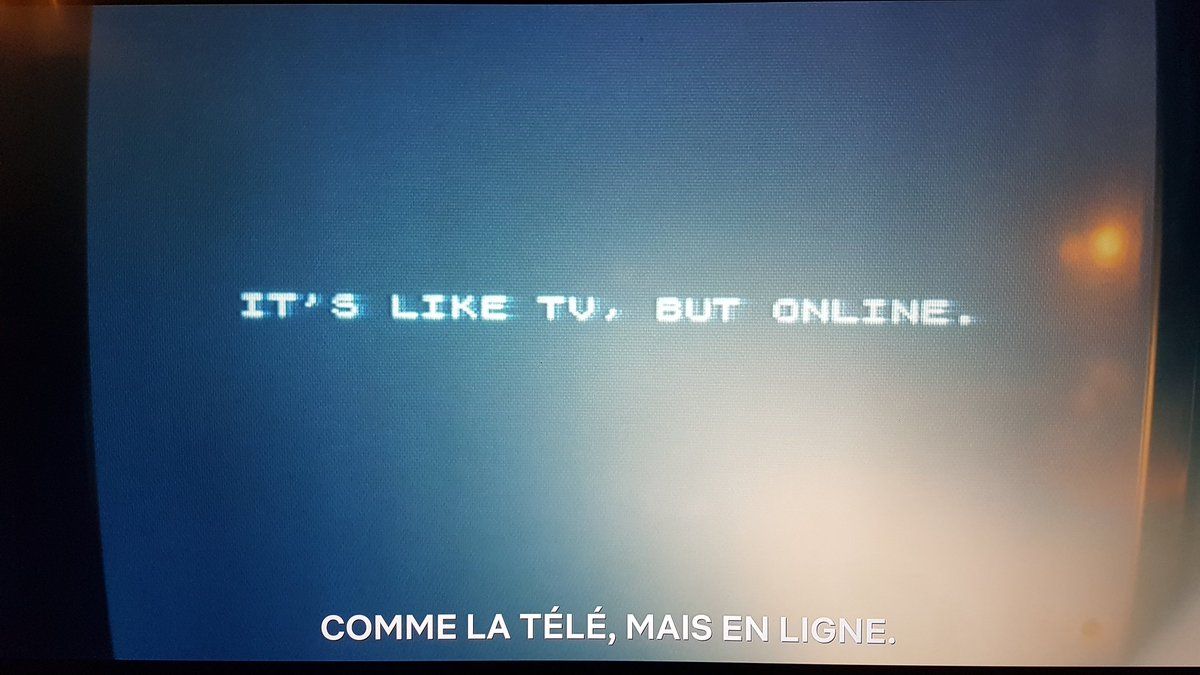 IT'S LIKE TV, BUT ONLINE.
COMME LA TÉLÉ, MAIS EN LIGNE.